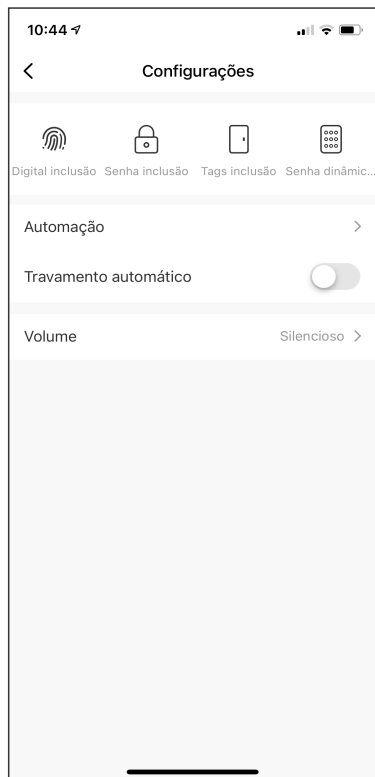 10:44
Configurações
Digital inclusão Senha inclusão Tags inclusão Senha dinâmic...
Automação
Travamento automático
Volume Silencioso